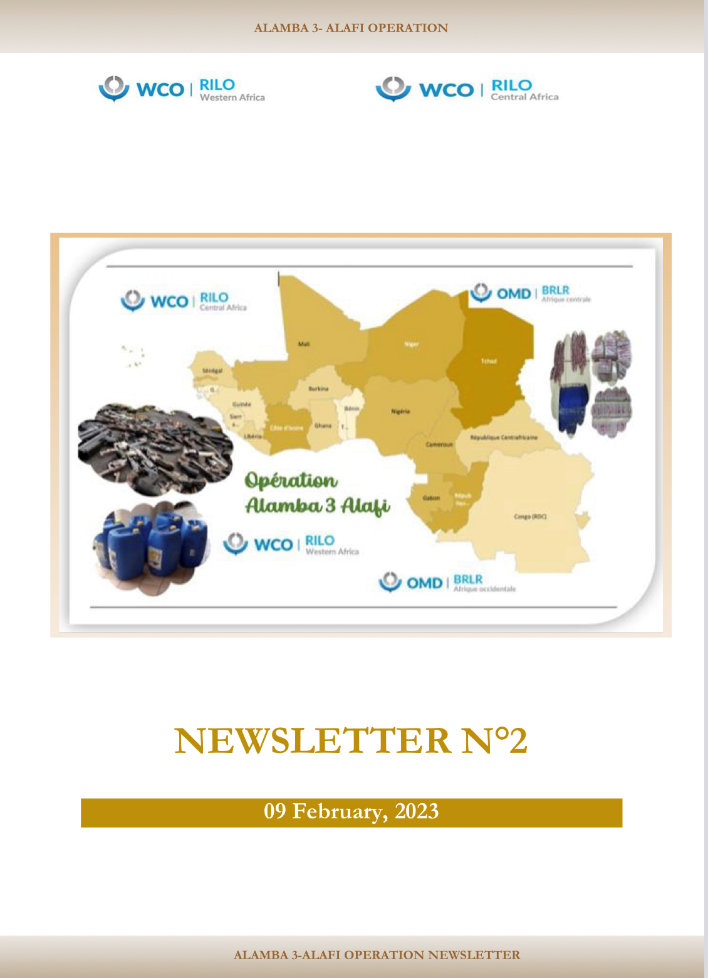 ALAMBA 3- ALAFI OPERATION
WCO | RILO
Western Africa
WCO | RILO
Central Africa
WCO | RILO
Central Africa
OMD | BRLR
Afrique centrale
Mali
Niger
Tchad
Sénégal
Burkina
Guinée
Bénin
Nigéria
Sierr
Côte d'Ivoire
Ghana
T...
Libéria
Cameroun
République Centrafricaine
Gabon
Répub
Congo (RDC)
Opération
Alamba 3 Alafi
WCO | RILO
Western Africa
OMD | BRLR
Afrique occidentale
NEWSLETTER N°2
09 February, 2023
ALAMBA 3-ALAFI OPERATION NEWSLETTER